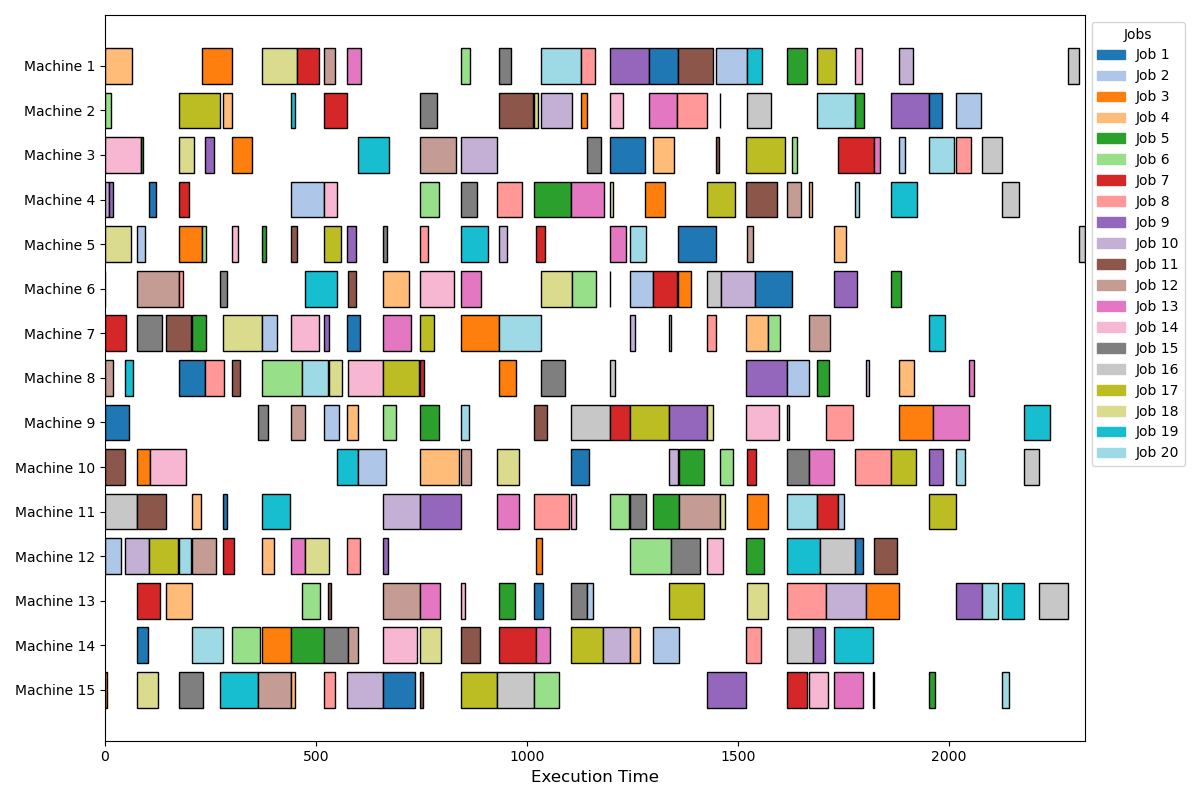 Machine 1
Machine 2
Machine 3
Machine 4
Machine 5
Machine 6
Machine 7
Machine 8
Machine 9
Machine 10
Machine 11
Machine 12
Machine 13
Machine 14
Machine 15
0 500 1000 1500 2000
Execution Time
Jobs
Job 1
Job 2
Job 3
Job 4
Job 5
Job 6
Job 7
Job 8
Job 9
Job 10
Job 11
Job 12
Job 13
Job 14
Job 15
Job 16
Job 17
Job 18
Job 19
Job 20